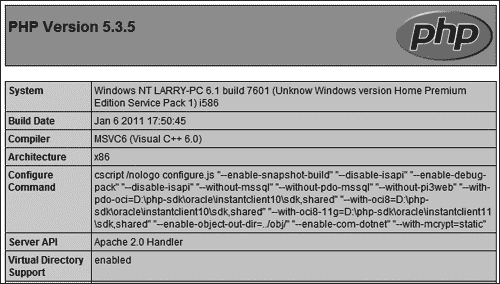 PHP Version 5.3.5
php
System Windows NT LARRY-PC 6.1 build 7601 (Unknow Windows version Home Premium
Edition Service Pack 1) i586
Build Date Jan 6 2011 17:50:45
Compiler MSVC6 (Visual C++ 6.0)
Architecture x86
Configure cscript /nologo configure.js "--enable-snapshot-build" "--disable-isapi" "--enable-debug-
Command pack" "--disable-isapi" "--without-mssql" "--without-pdo-mssql" "--without-pi3web" "--with-
pdo-oci=D:\php-sdk\oracle\instantclient10\sdk,shared" "--with-oci8=D:\php-
sdk\oracle\instantclient10\sdk,shared" "--with-oci8-11g=D:\php-sdk\oracle\instantclient11
\sdk,shared" "--enable-object-out-dir=../obj/" "--enable-com-dotnet" "--with-mcrypt=static"
Server API Apache 2.0 Handler
Virtual Directory enabled
Support